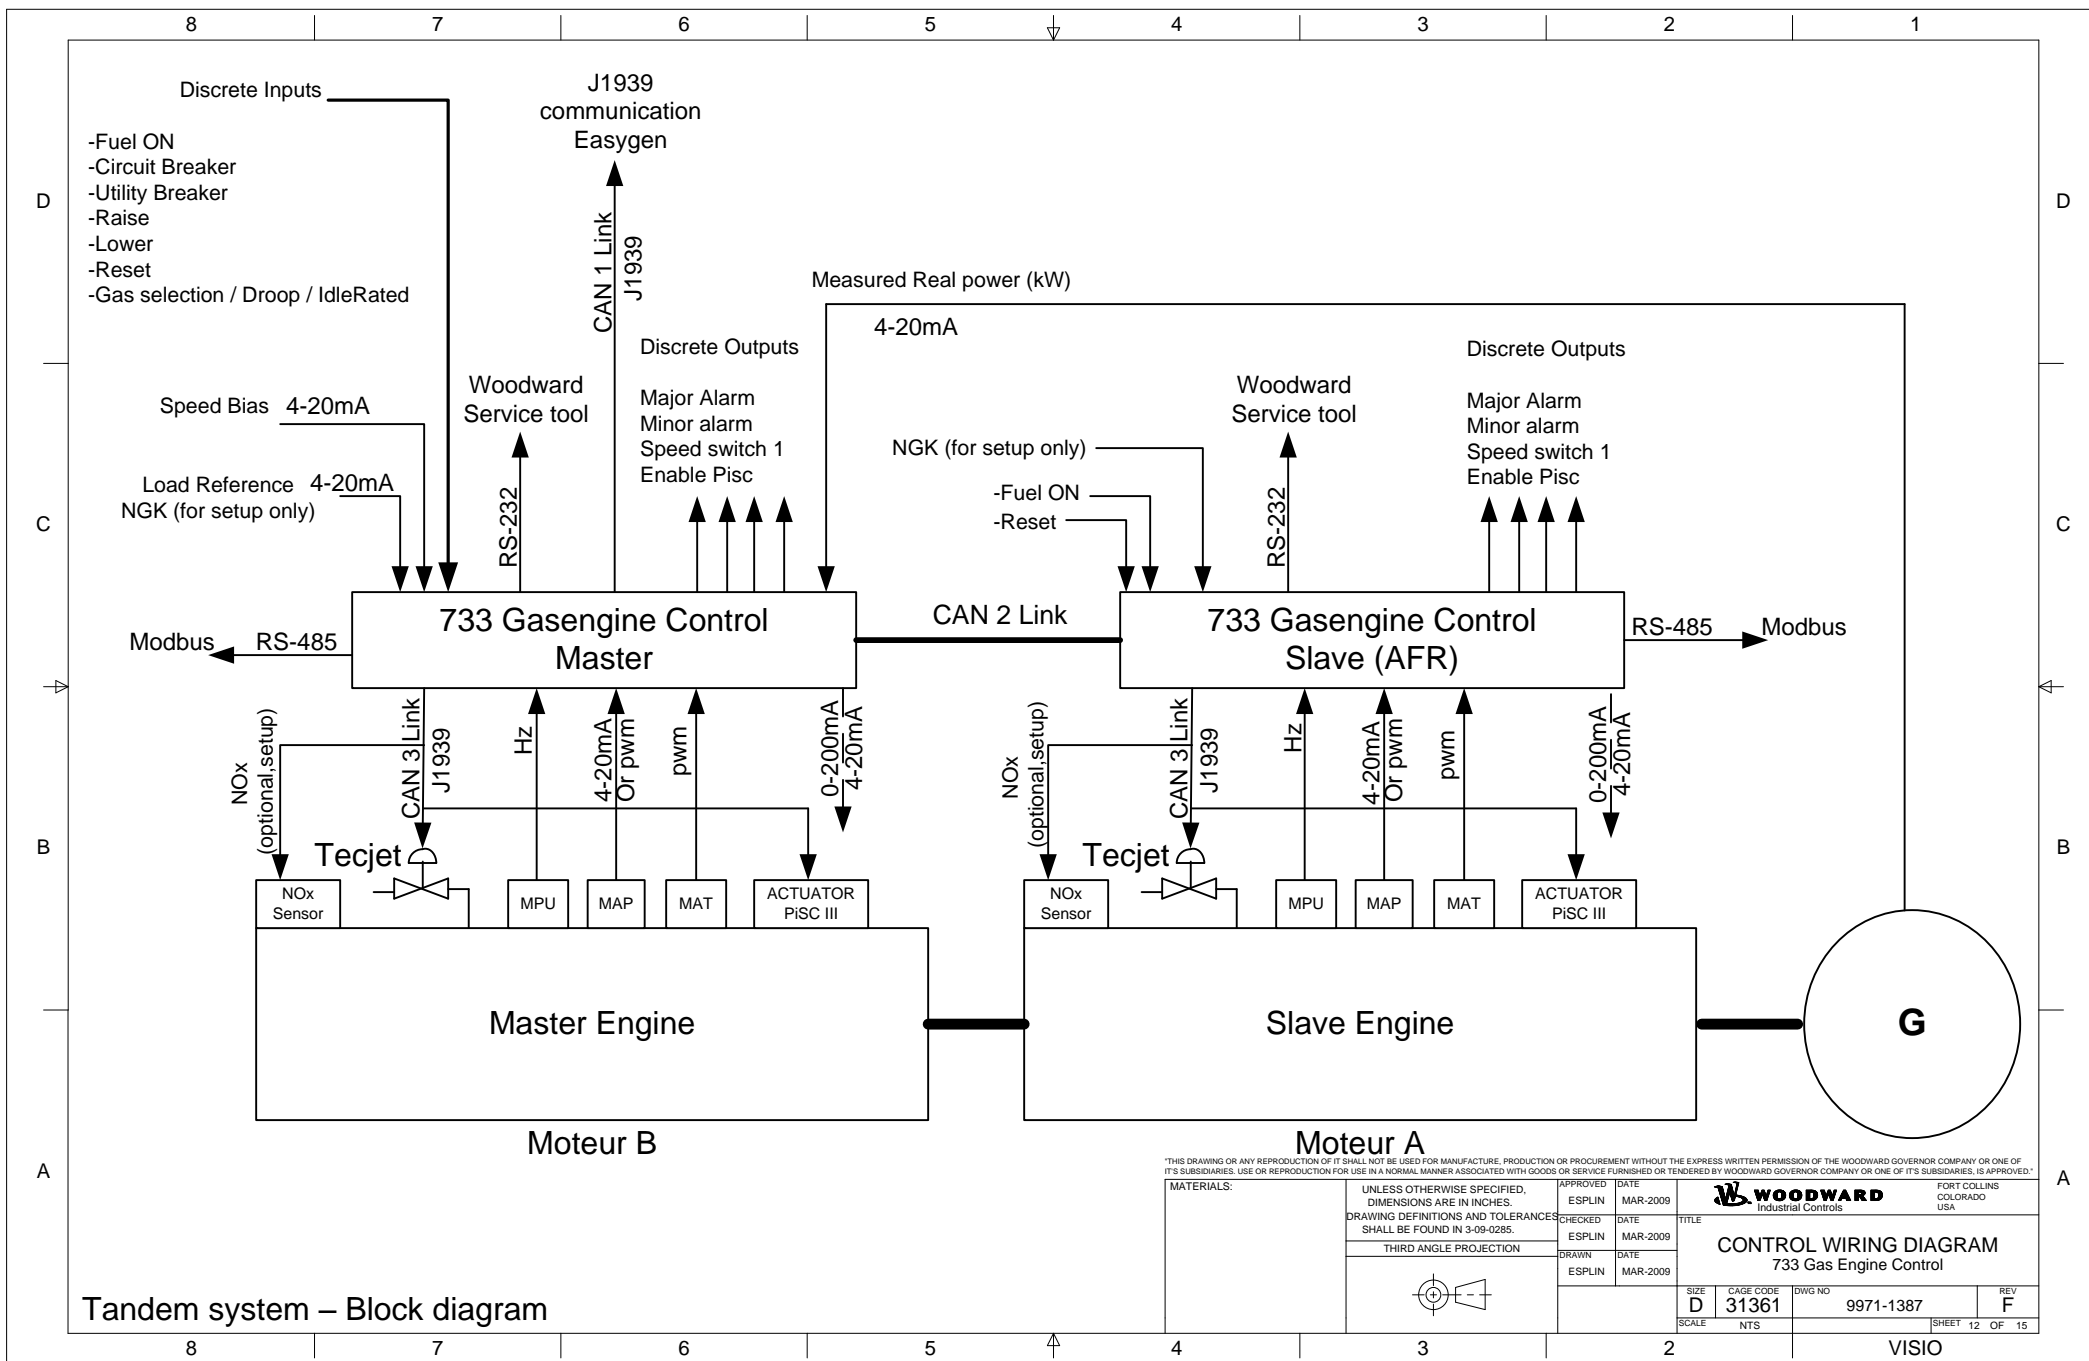 8 7 6 5 4 3 2 1
Discrete Inputs
-Fuel ON
-Circuit Breaker
-Utility Breaker
-Raise
-Lower
-Reset
-Gas selection / Droop / IdleRated
J1939
communication
Easygen
CAN 1 Link
J1939
D
D
Measured Real power (kW)
4-20mA
Speed Bias 4-20mA
Load Reference 4-20mA
NGK (for setup only)
Woodward
Service tool
RS-232
Discrete Outputs
Major Alarm
Minor alarm
Speed switch 1
Enable Pisc
NGK (for setup only)
-Fuel ON
-Reset
Woodward
Service tool
RS-232
Discrete Outputs
Major Alarm
Minor alarm
Speed switch 1
Enable Pisc
C
C
Modbus RS-485
733 Gasengine Control
Master
CAN 2 Link
733 Gasengine Control
Slave (AFR)
RS-485 Modbus
NOx
(optional,setup)
CAN 3 Link
J1939
Hz
4-20mA
Or pwm
pwm
0-200mA
4-20mA
NOx
(optional,setup)
CAN 3 Link
J1939
Hz
4-20mA
Or pwm
pwm
0-200mA
4-20mA
B
B
Tecjet
NOx
Sensor
MPU
MAP
MAT
ACTUATOR
PiSC III
Tecjet
NOx
Sensor
MPU
MAP
MAT
ACTUATOR
PiSC III
Master Engine
Slave Engine
G
Moteur B
Moteur A
A
A
"THIS DRAWING OR ANY REPRODUCTION OF IT SHALL NOT BE USED FOR MANUFACTURE, PRODUCTION OR PROCUREMENT WITHOUT THE EXPRESS WRITTEN PERMISSION OF THE WOODWARD GOVERNOR COMPANY OR ONE OF
IT'S SUBSIDIARIES. USE OR REPRODUCTION FOR USE IN A NORMAL MANNER ASSOCIATED WITH GOODS OR SERVICE FURNISHED OR TENDERED BY WOODWARD GOVERNOR COMPANY OR ONE OF IT'S SUBSIDARIES, IS APPROVED."
MATERIALS:
UNLESS OTHERWISE SPECIFIED,
DIMENSIONS ARE IN INCHES.
DRAWING DEFINITIONS AND TOLERANCES
SHALL BE FOUND IN 3-09-0285.
THIRD ANGLE PROJECTION
APPROVED DATE
ESPLIN MAR-2009
CHECKED DATE
ESPLIN MAR-2009
DRAWN DATE
ESPLIN MAR-2009
W WOODWARD
Industrial Controls
FORT COLLINS
COLORADO
USA
TITLE
CONTROL WIRING DIAGRAM
733 Gas Engine Control
SIZE
D
CAGE CODE
31361
DWG NO
9971-1387
REV
F
SCALE NTS
SHEET 12 OF 15
Tandem system – Block diagram
8 7 6 5 4 3 2 VISIO